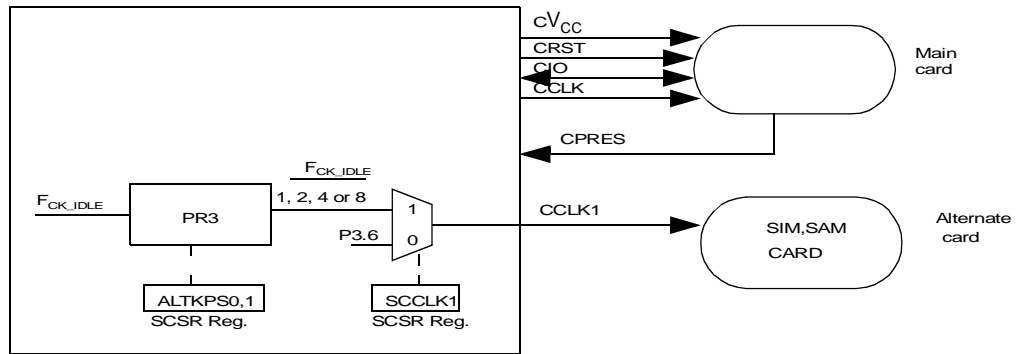 CVCC
CRST
CIO
CCLK
Main
card
CPRES
FCK_IDLE
FCK_IDLE
1, 2, 4 or 8
PR3
1
P3.6
0
CCLK1
SIM,SAM
CARD
Alternate
card
ALTKPS0,1
SCSR Reg.
SCCLK1
SCSR Reg.